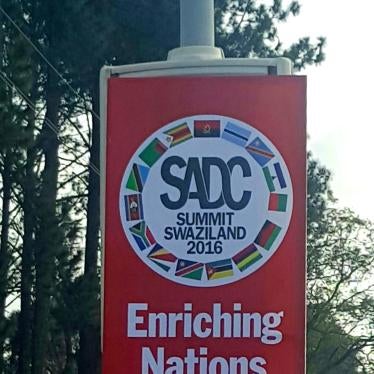 SADC
SUMMIT
SWAZILAND
2016
Enriching
Nations